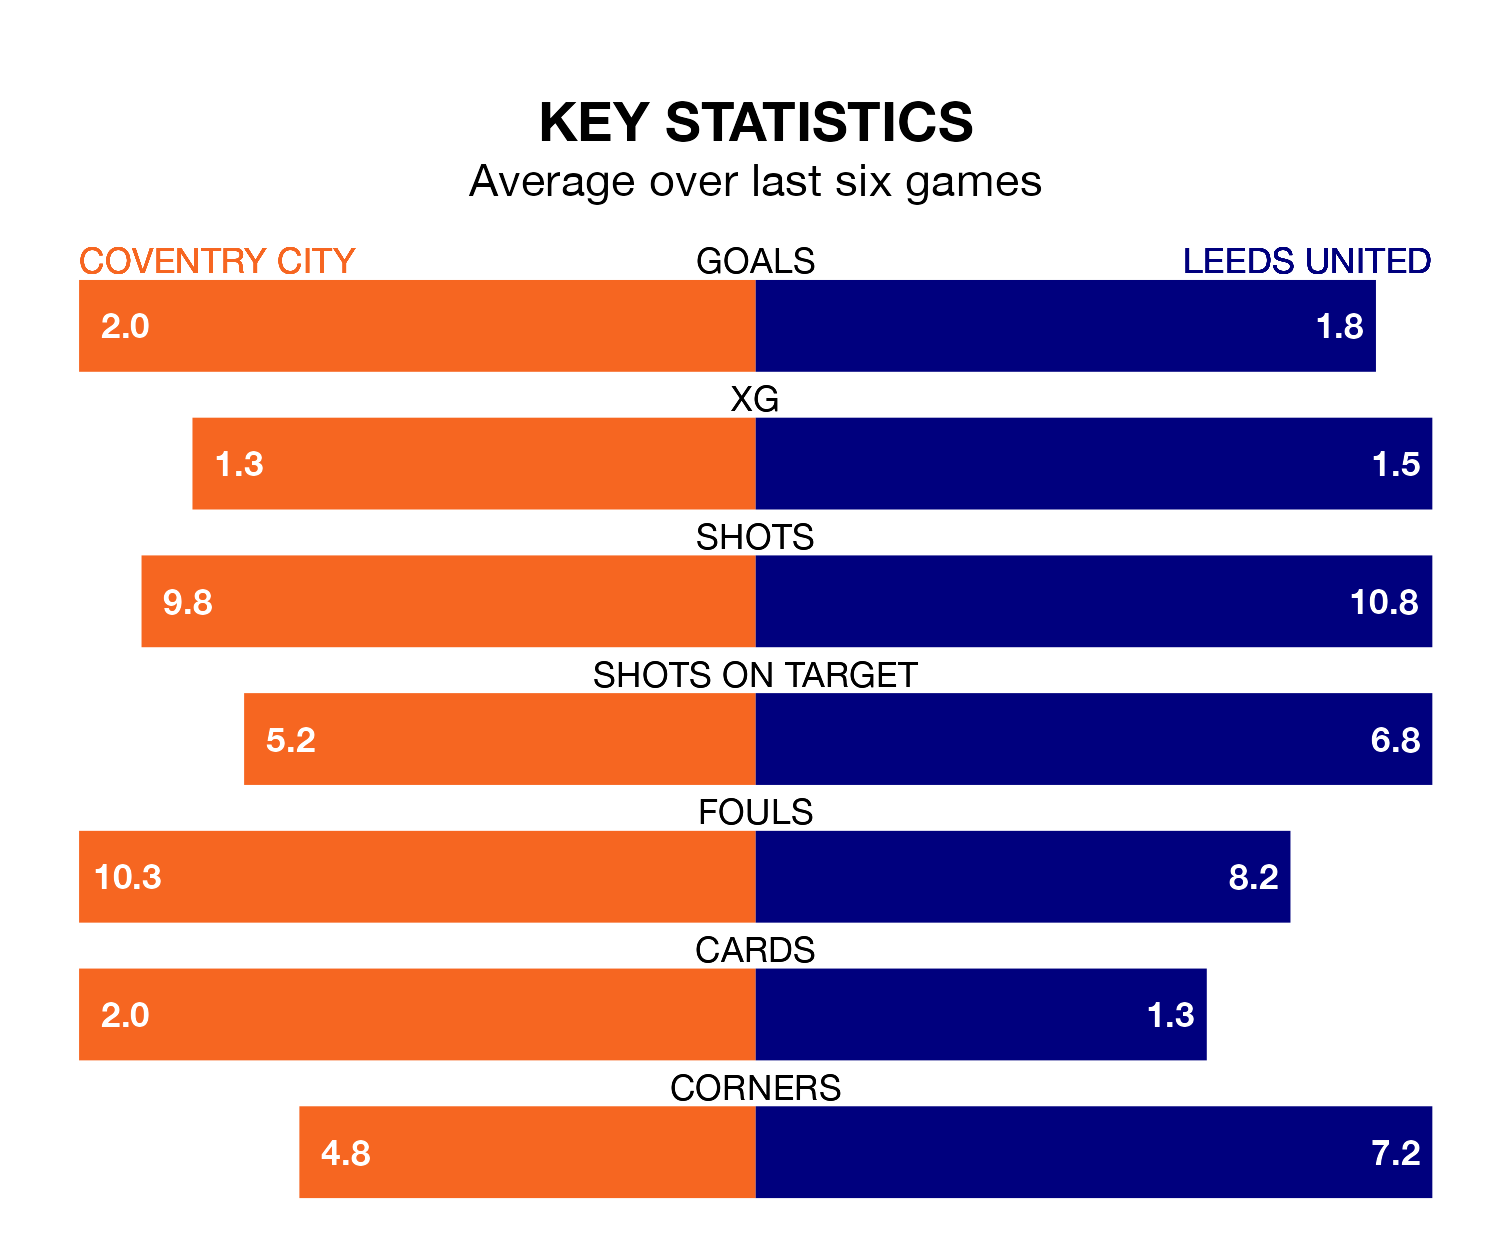 KEY STATISTICS
Average over last six games
COVENTRY CITY GOALS LEEDS UNITED
2.0 1.8
XG
1.3 1.5
SHOTS
9.8 10.8
SHOTS ON TARGET
5.2 6.8
FOULS
10.3 8.2
CARDS
2.0 1.3
CORNERS
4.8 7.2